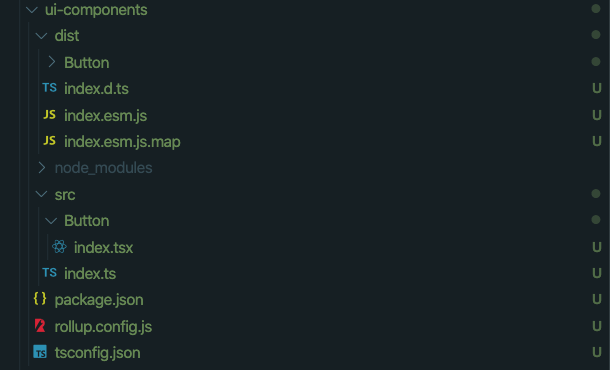 ui-components
dist
Button
TS index.d.ts U
JS index.esm.js U
JS index.esm.js.map U
node_modules
src
Button
index.tsx U
TS index.ts U
{} package.json U
rollup.config.js U
TS tsconfig.json U